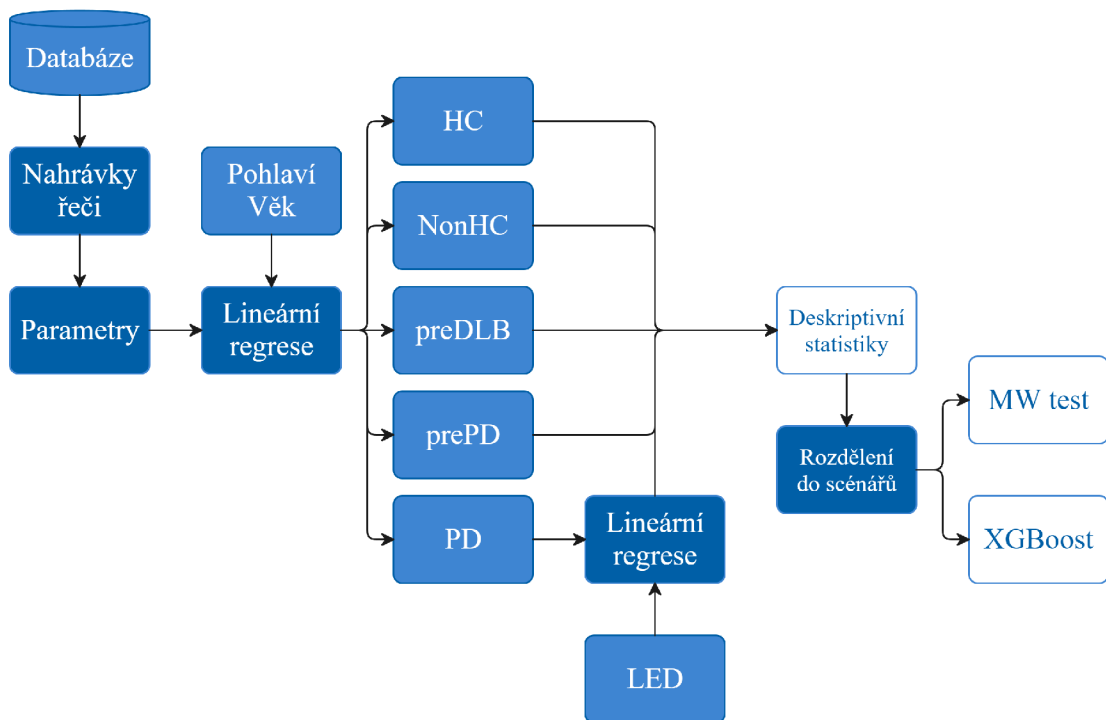 Databáze
Nahrávky
řeči
Parametry
Pohlaví
Věk
Lineární
regrese
HC
NonHC
preDLB
prePD
PD
Lineární
regrese
LED
Deskriptivní
statistiky
Rozdělení
do scénářů
MW test
XGBoost